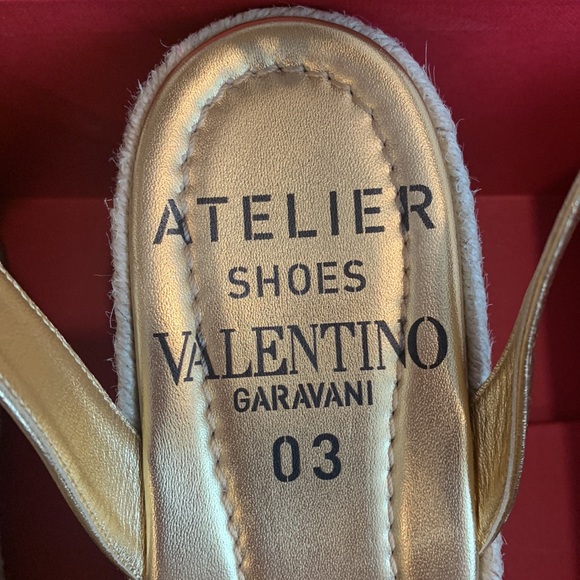 ATELIER
SHOES
VALENTINO
GARAVANI
03